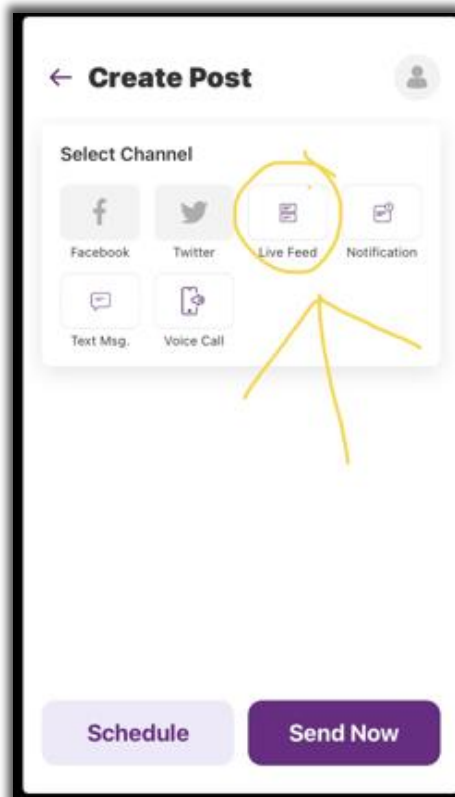 Create Post
Select Channel
Facebook Twitter Live Feed Notification
Text Msg. Voice Call
Schedule Send Now